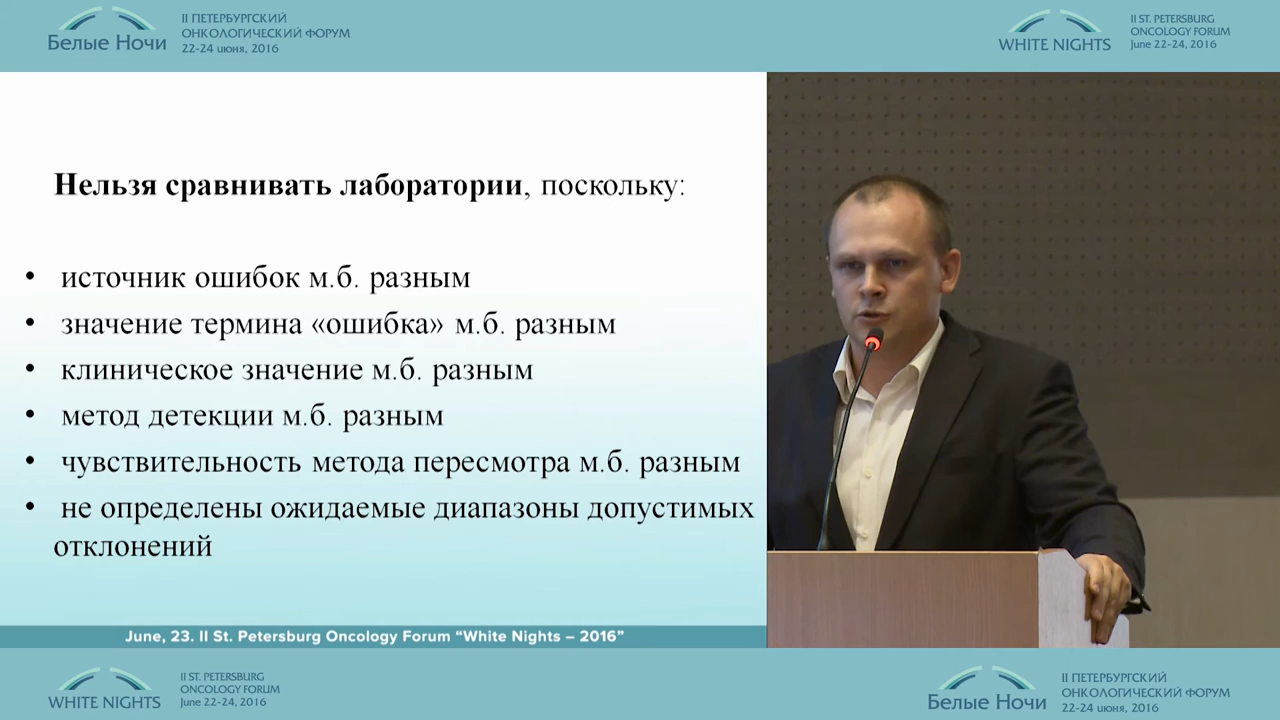 Белые Ночи
II ПЕТЕРБУРГСКИЙ
ОНКОЛОГИЧЕСКИЙ ФОРУМ
22-24 июня, 2016
WHITE NIGHTS
II ST. PETERSBURG
ONCOLOGY FORUM
June 22-24, 2016
Нельзя сравнивать лаборатории, поскольку:
• источник ошибок м.б. разным
• значение термина «ошибка» м.б. разным
• клиническое значение м.б. разным
• метод детекции м.б. разным
• чувствительность метода пересмотра м.б. разным
• не определены ожидаемые диапазоны допустимых
отклонений
June, 23. II St. Petersburg Oncology Forum “White Nights – 2016”
WHITE NIGHTS
II ST. PETERSBURG
ONCOLOGY FORUM
June 22-24, 2016
Белые Ночи
II ПЕТЕРБУРГСКИЙ
ОНКОЛОГИЧЕСКИЙ ФОРУМ
22-24 июня, 2016